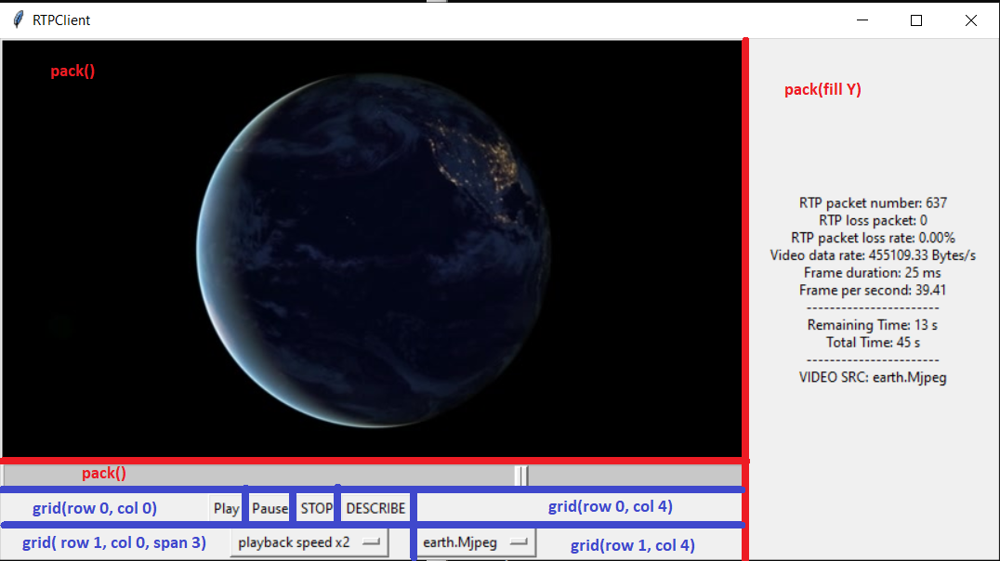 RTPClient
pack()
pack(fill Y)
RTP packet number: 637
RTP loss packet: 0
RTP packet loss rate: 0.00%
Video data rate: 455109.33 Bytes/s
Frame duration: 25 ms
Frame per second: 39.41
-----------------------
Remaining Time: 13 s
Total Time: 45 s
-----------------------
VIDEO SRC: earth.Mjpeg
pack()
grid(row 0, col 0) Play Pause STOP DESCRIBE grid(row 0, col 4)
grid( row 1, col 0, span 3) playback speed x2 earth.Mjpeg grid(row 1, col 4)